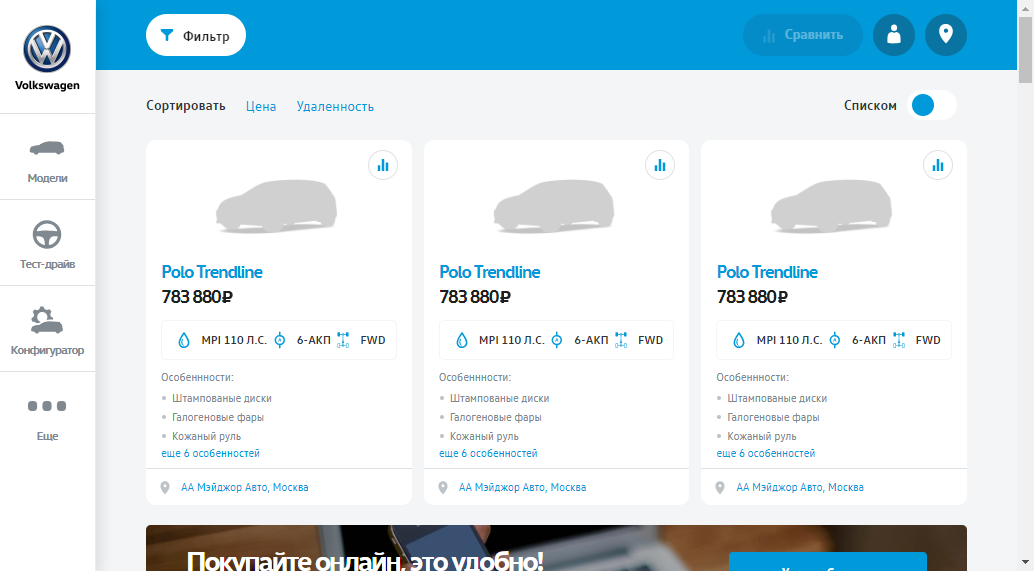 Volkswagen
Модели
Тест-драйв
Конфигуратор
Еще
Фильтр
Сравнить
Сортировать Цена Удаленность
Списком
Polo Trendline
783 880₽
MPI 110 Л.С. 6-АКП FWD
Особеннности:
Штампованые диски
Галогеновые фары
Кожаный руль
еще 6 особенностей
АА Мэйджор Авто, Москва
Polo Trendline
783 880₽
MPI 110 Л.С. 6-АКП FWD
Особеннности:
Штампованые диски
Галогеновые фары
Кожаный руль
еще 6 особенностей
АА Мэйджор Авто, Москва
Polo Trendline
783 880₽
MPI 110 Л.С. 6-АКП FWD
Особеннности:
Штампованые диски
Галогеновые фары
Кожаный руль
еще 6 особенностей
АА Мэйджор Авто, Москва
Покупайте онлайн, это удобно!